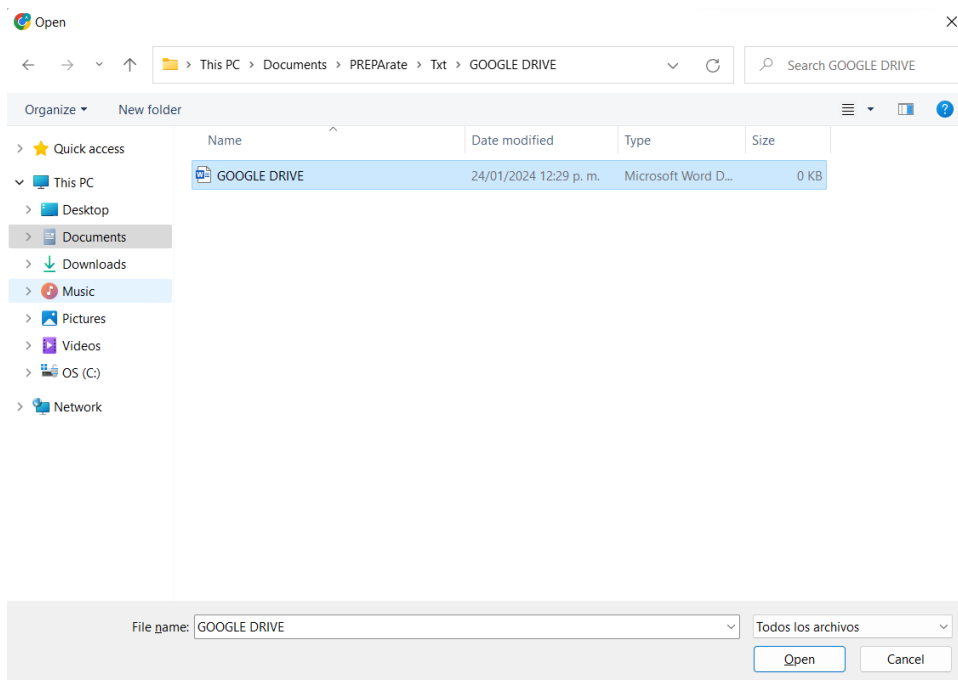 Open
This PC > Documents > PREPArate > Txt > GOOGLE DRIVE
Search GOOGLE DRIVE
Organize
New folder
Name
Date modified
Type
Size
Quick access
This PC
Desktop
Documents
Downloads
Music
Pictures
Videos
OS (C:)
Network
GOOGLE DRIVE
24/01/2024 12:29 p. m.
Microsoft Word D...
0 KB
File name:
GOOGLE DRIVE
Todos los archivos
Open
Cancel